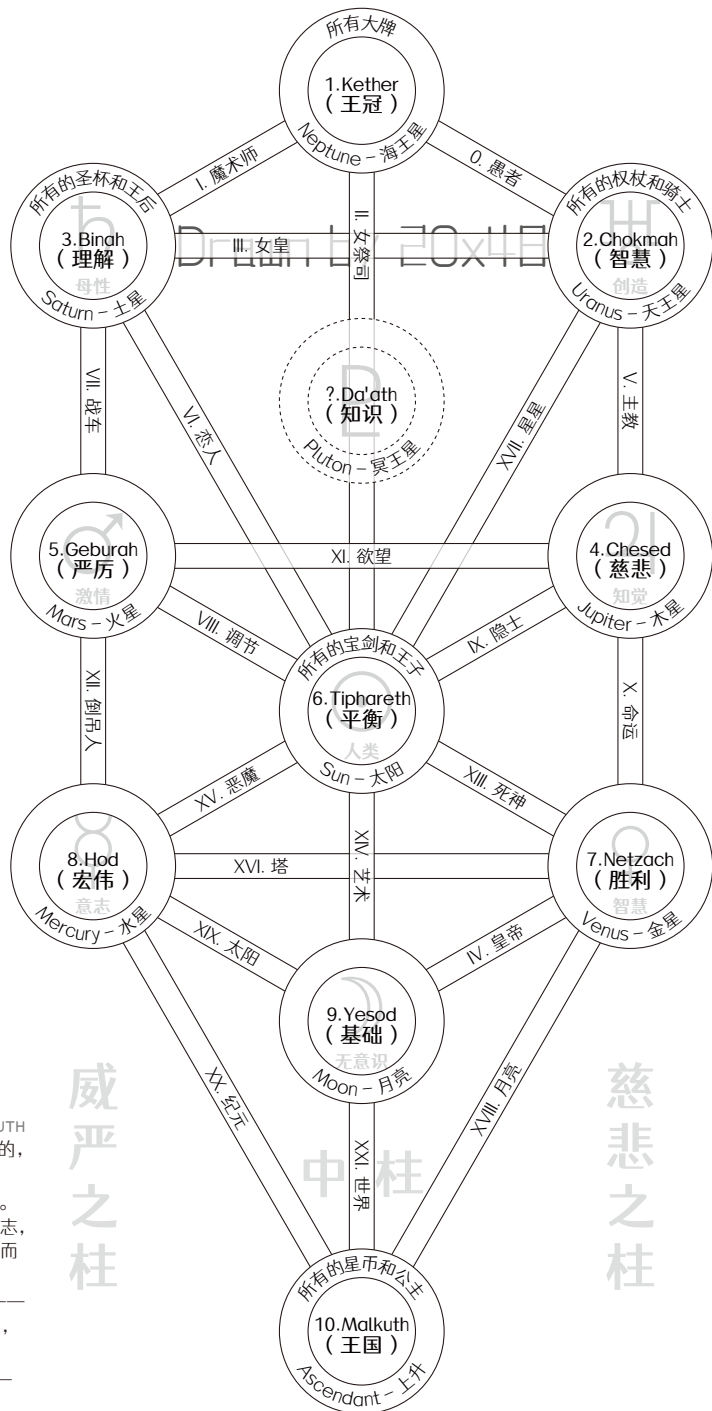 所有大牌
1.Kether
（王冠）
Neptune – 海王星
I. 魔术师
0. 愚者
II. 女祭司
所有的圣杯和王后
3.Binah
（理解）
母性
Saturn – 土星
III. 女皇
Drawn by 20x48
所有的权杖和骑士
2.Chokmah
（智慧）
创造
Uranus – 天王星
VII. 战车
VI. 恋人
?.Da'ath
（知识）
Pluton – 冥王星
XVII. 星星
V. 主教
5.Geburah
（严厉）
激情
Mars – 火星
XI. 欲望
4.Chesed
（慈悲）
知觉
Jupiter – 木星
VIII. 调节
IX. 隐士
XII. 倒吊人
所有的宝剑和王子
6.Tiphareth
（平衡）
人类
Sun – 太阳
X. 命运
XV. 恶魔
XIII. 死神
8.Hod
（宏伟）
意志
Mercury – 水星
XVI. 塔
XIV. 艺术
7.Netzach
（胜利）
智慧
Venus – 金星
XIX. 太阳
IV. 皇帝
9.Yesod
（基础）
无意识
Moon – 月亮
XX. 纪元
XVIII. 月亮
XXI. 世界
威严之柱
中柱
慈悲之柱
UTH
的，
。
志，
而
——
，
—
所有的星币和公主
10.Malkuth
（王国）
Ascendant – 上升